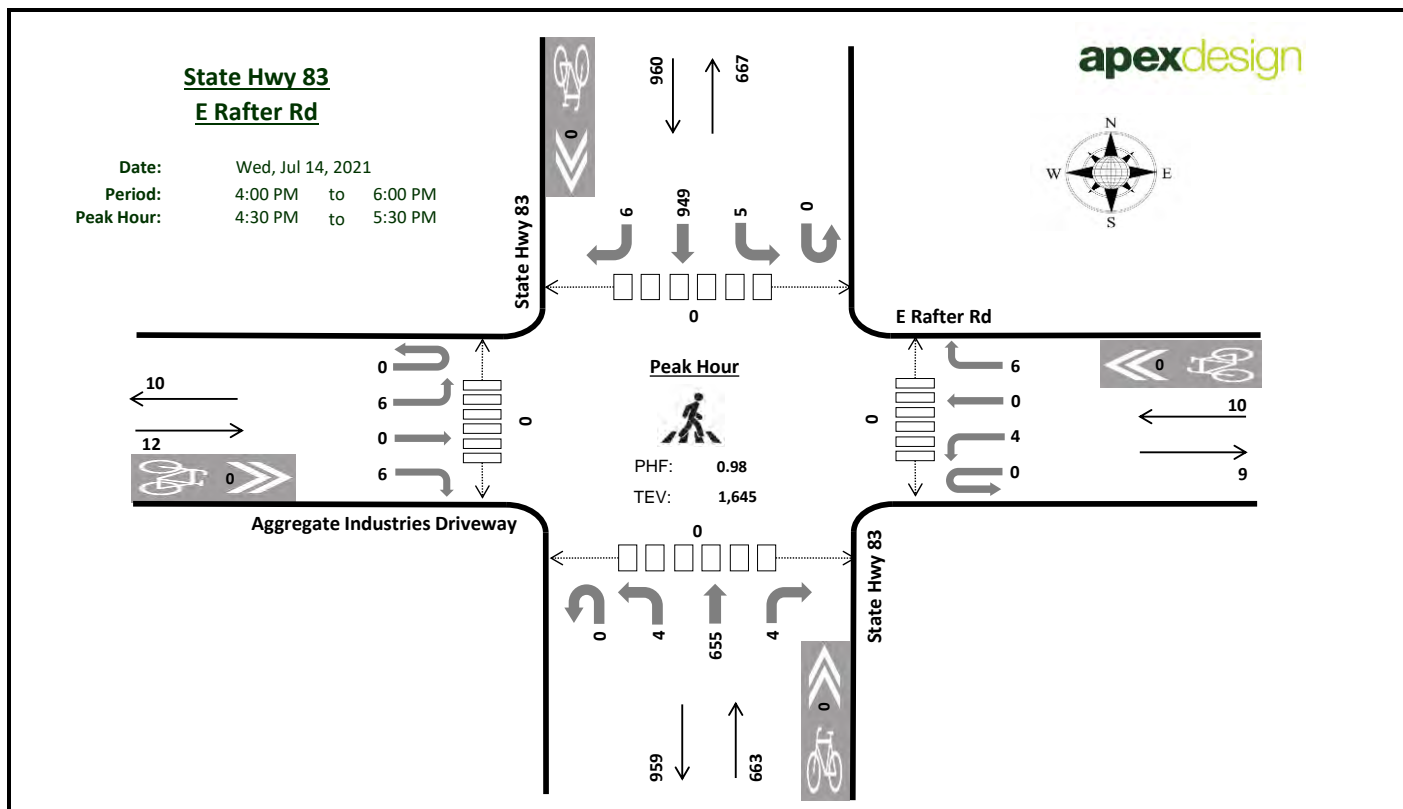 State Hwy 83
E Rafter Rd
Date: Wed, Jul 14, 2021
Period: 4:00 PM to 6:00 PM
Peak Hour: 4:30 PM to 5:30 PM
apexdesign
N
W E
S
960 667
0
State Hwy 83
6 949 5 0
0
E Rafter Rd
0
6
0
6
10
12
0
0
Peak Hour
PHF: 0.98
TEV: 1,645
0
0
6
0
4
0
0
10
9
Aggregate Industries Driveway
0
4
655
4
State Hwy 83
0
959 663